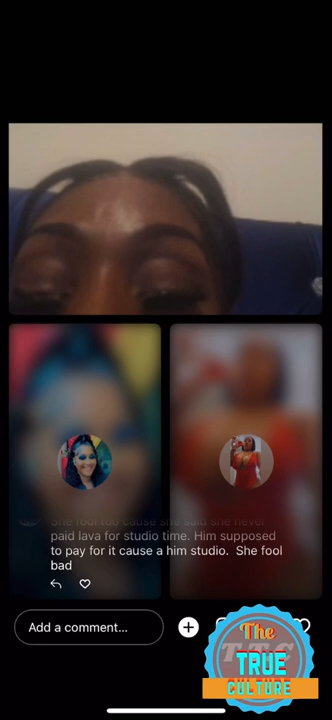 She fool too cause she said she never
paid lava for studio time. Him supposed
to pay for it cause a him studio.  She fool
bad
Add a comment...
The
T.T.C
TRUE
CULTURE